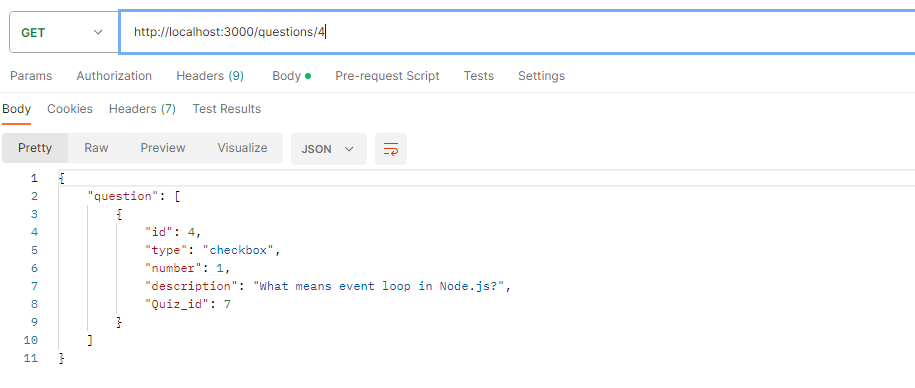 GET http://localhost:3000/questions/4
Params Authorization Headers (9) Body Pre-request Script Tests Settings
Body Cookies Headers (7) Test Results
Pretty Raw Preview Visualize JSON
1 {
2 "question": [
3 {
4 "id": 4,
5 "type": "checkbox",
6 "number": 1,
7 "description": "What means event loop in Node.js?",
8 "Quiz_id": 7
9 }
10 ]
11 }